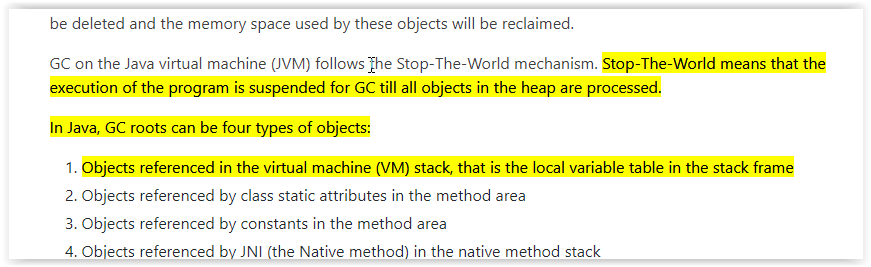 be deleted and the memory space used by these objects will be reclaimed.
GC on the Java virtual machine (JVM) follows the Stop-The-World mechanism. Stop-The-World means that the
execution of the program is suspended for GC till all objects in the heap are processed.
In Java, GC roots can be four types of objects:
1. Objects referenced in the virtual machine (VM) stack, that is the local variable table in the stack frame
2. Objects referenced by class static attributes in the method area
3. Objects referenced by constants in the method area
4. Objects referenced by JNI (the Native method) in the native method stack